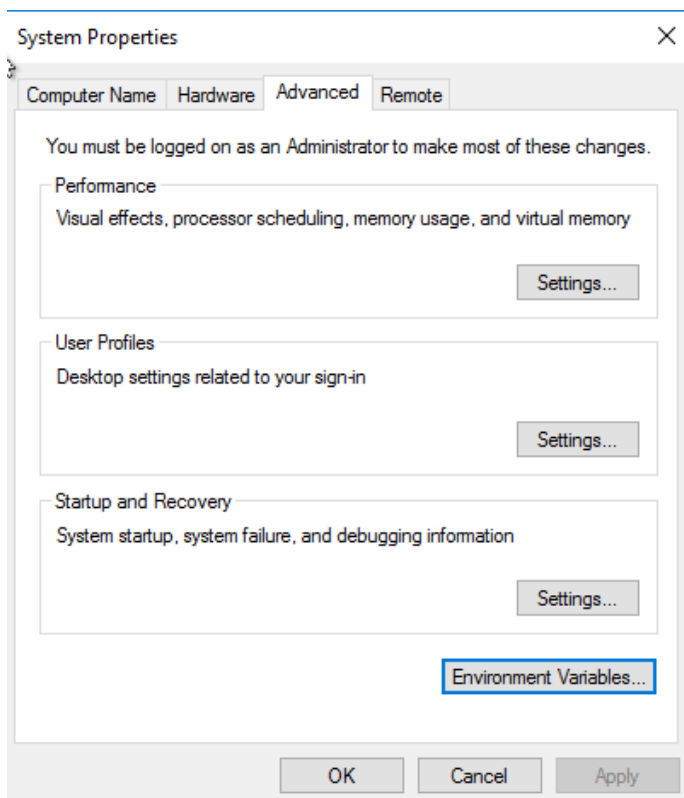 System Properties
Computer Name Hardware Advanced Remote
You must be logged on as an Administrator to make most of these changes.
Performance
Visual effects, processor scheduling, memory usage, and virtual memory
Settings...
User Profiles
Desktop settings related to your sign-in
Settings...
Startup and Recovery
System startup, system failure, and debugging information
Settings...
Environment Variables...
OK Cancel Apply